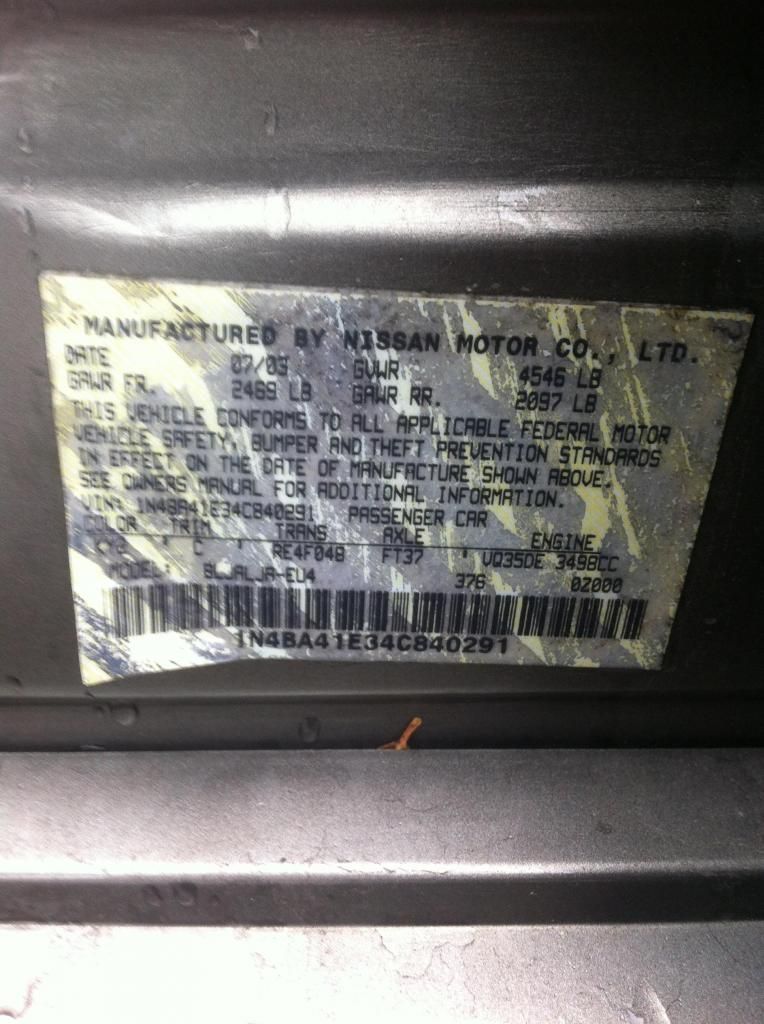 MANUFACTURED BY NISSAN MOTOR CO., LTD.
DATE 07/03 GVWR 4546 LB
GAWR FR. 2469 LB GAWR RR. 2097 LB
THIS VEHICLE CONFORMS TO ALL APPLICABLE FEDERAL MOTOR
VEHICLE SAFETY, BUMPER AND THEFT PREVENTION STANDARDS
IN EFFECT ON THE DATE OF MANUFACTURE SHOWN ABOVE.
SEE OWNERS MANUAL FOR ADDITIONAL INFORMATION.
VIN: 1N4BA41E34C840291 PASSENGER CAR
COLOR TRIM TRANS AXLE ENGINE
C RE4F04B FT37 VQ35DE 3498CC
MODEL: 376 0Z000
1N4BA41E34C840291